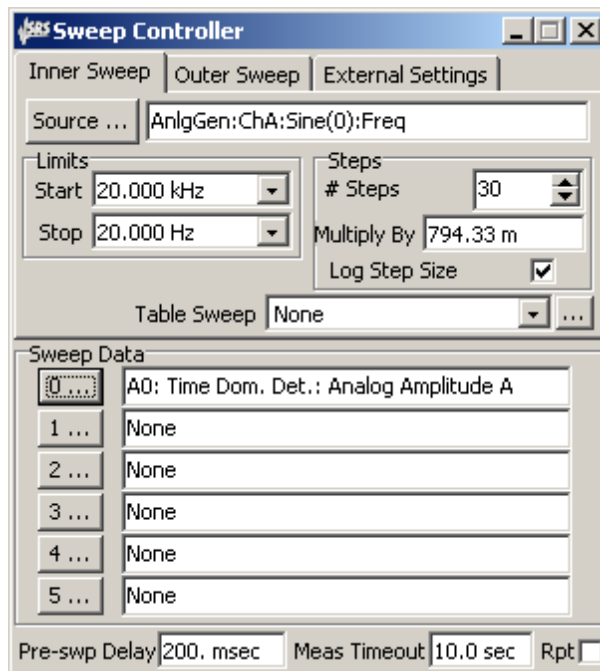 SRS Sweep Controller
Inner Sweep Outer Sweep External Settings
Source ... AnlgGen:ChA:Sine(0):Freq
Limits
Start 20.000 kHz
Stop 20.000 Hz
Steps
# Steps 30
Multiply By 794.33 m
Log Step Size
Table Sweep None ...
Sweep Data
0 ... A0: Time Dom. Det.: Analog Amplitude A
1 ... None
2 ... None
3 ... None
4 ... None
5 ... None
Pre-swp Delay 200. msec Meas Timeout 10.0 sec Rpt